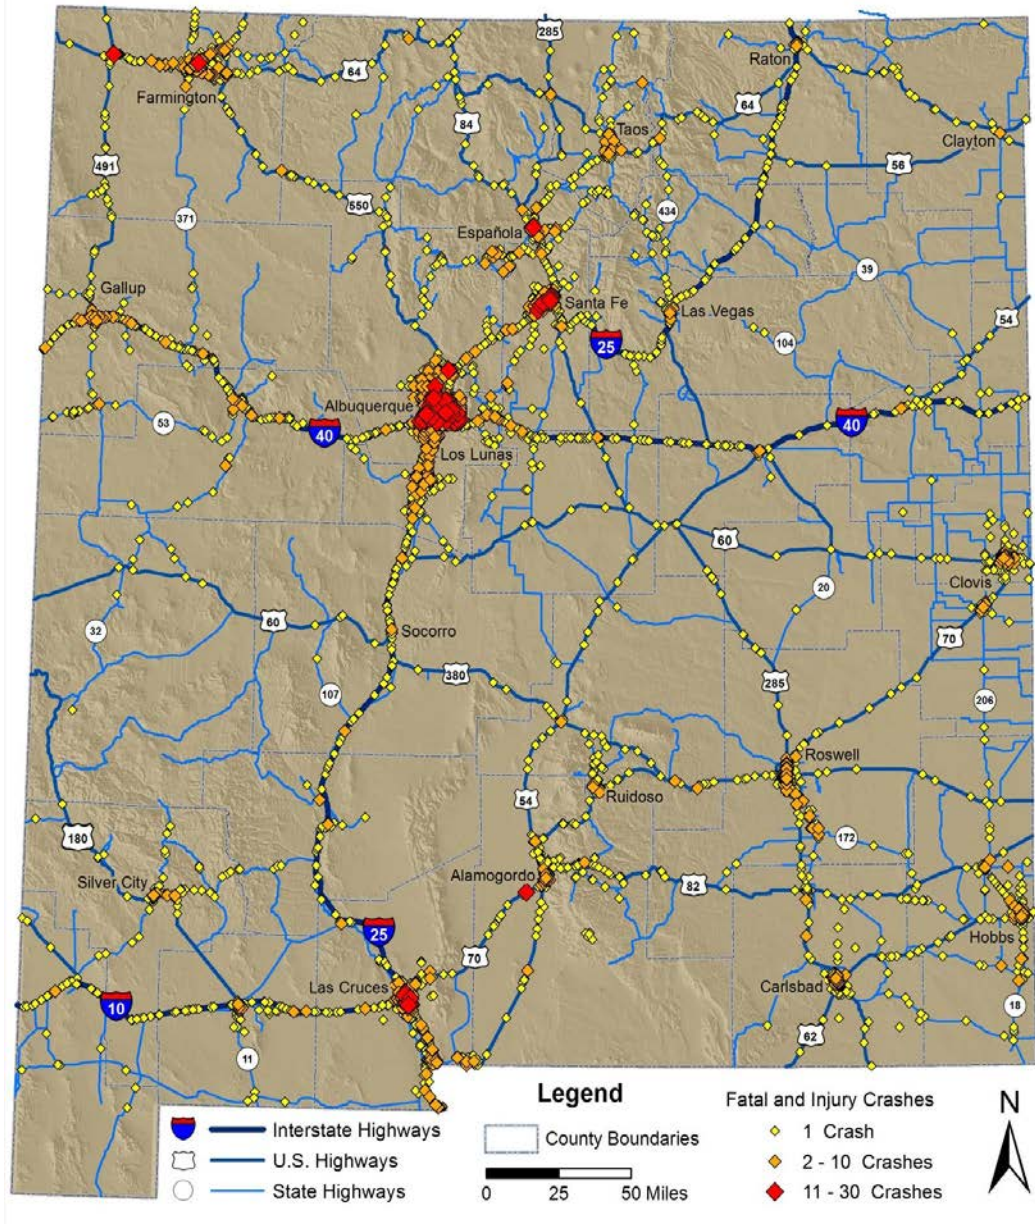 285
Raton
64
Farmington
64
84
Taos
Clayton
491
56
550
371
434
Española
39
Gallup
Santa Fe
Las Vegas
54
25
104
Albuquerque
53
40
40
Los Lunas
60
Clovis
20
32
60
Socorro
70
380
107
285
206
Roswell
54
Ruidoso
180
172
Silver City
Alamogordo
82
25
Hobbs
70
Las Cruces
Carlsbad
10
18
62
11
Legend
Fatal and Injury Crashes
N
Interstate Highways
County Boundaries
1 Crash
U.S. Highways
2 - 10 Crashes
State Highways
0 25 50 Miles
11 - 30 Crashes